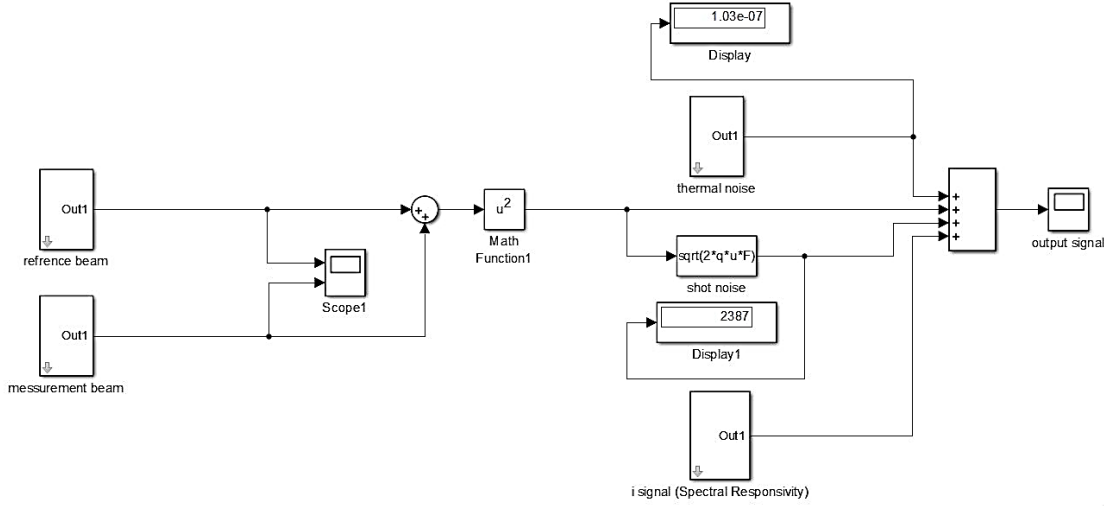 1.03e-07
Display
Out1
thermal noise
Out1
refrence beam
+
+
u2
Math
Function1
+
+
+
+
output signal
sqrt(2*q*u*F)
shot noise
Scope1
Out1
messurement beam
2387
Display1
Out1
i signal (Spectral Responsivity)